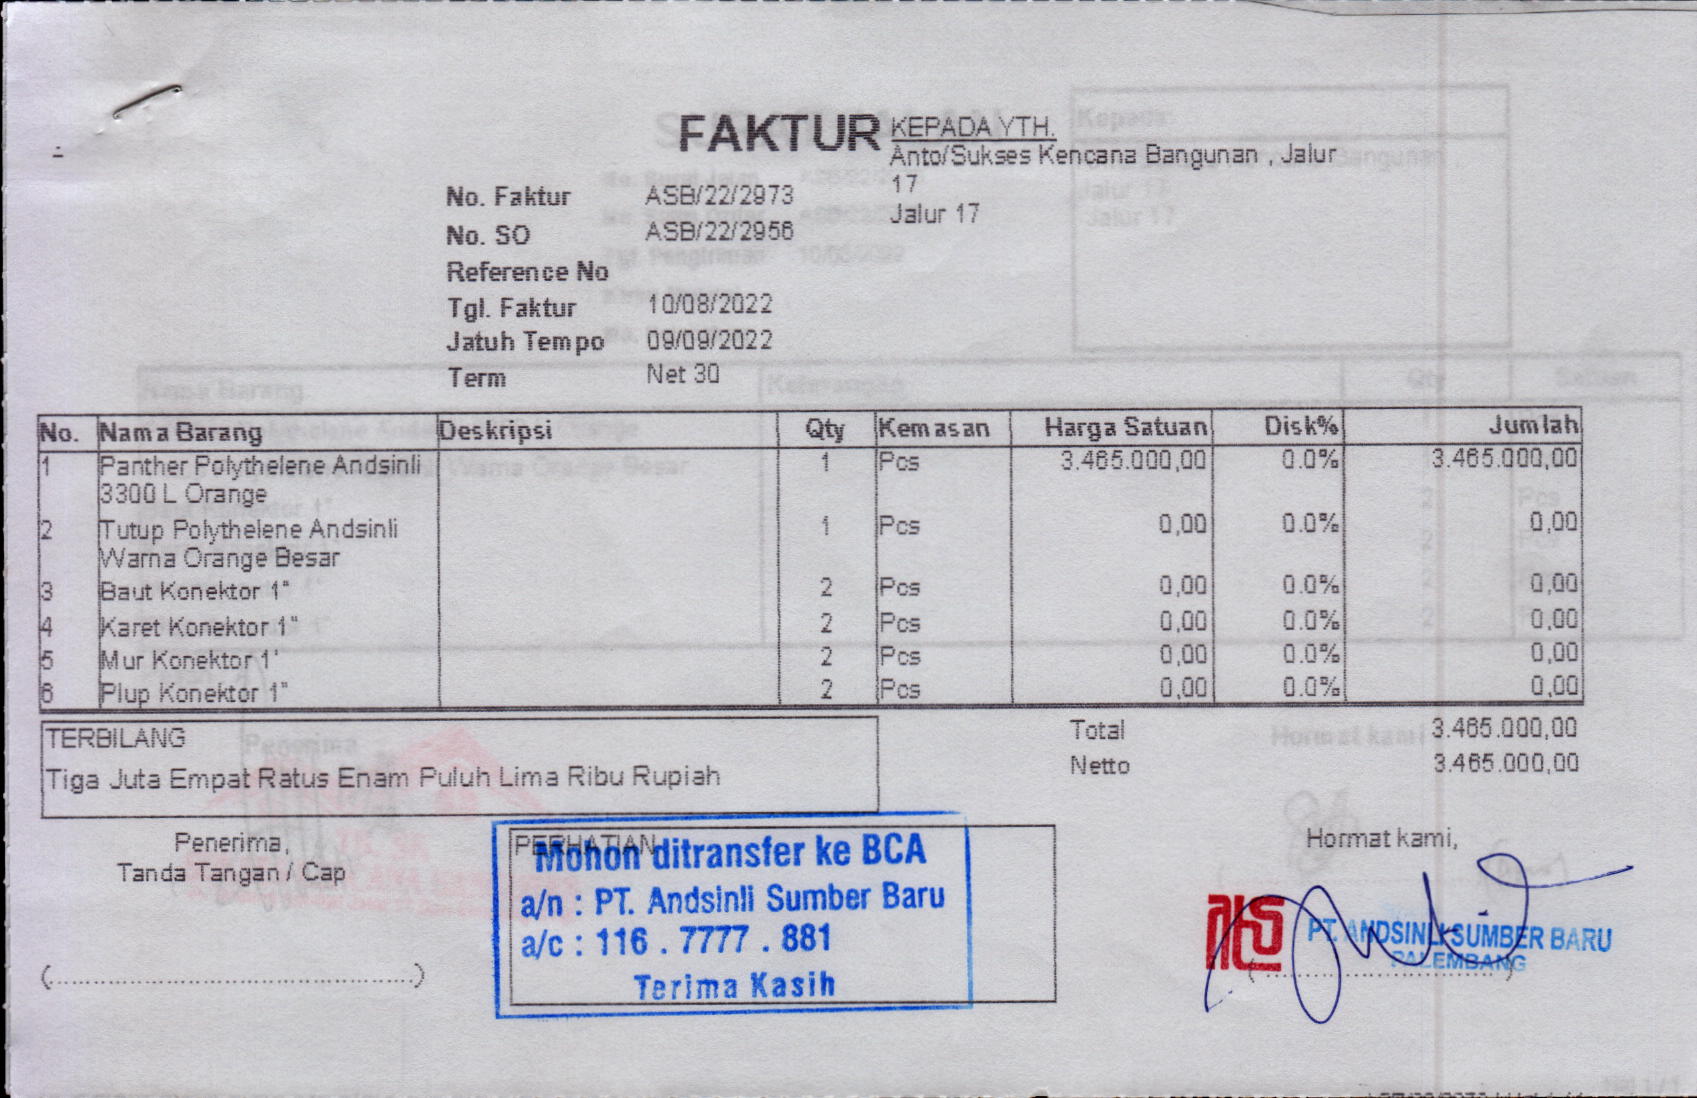 FAKTUR
KEPADA YTH.
Anto/Sukses Kencana Bangunan , Jalur
17
Jalur 17
No. Faktur ASB/22/2973
No. SO ASB/22/2956
Reference No
Tgl. Faktur 10/08/2022
Jatuh Tempo 09/09/2022
Term Net 30
No. Nama Barang Deskripsi Qty Kemasan Harga Satuan Disk% Jumlah
1 Panther Polythelene Andsinli 1 Pcs 3.465.000,00 0.0% 3.465.000,00
3300 L Orange
2 Tutup Polythelene Andsinli 1 Pcs 0,00 0.0% 0,00
Warna Orange Besar
3 Baut Konektor 1" 2 Pcs 0,00 0.0% 0,00
4 Karet Konektor 1" 2 Pcs 0,00 0.0% 0,00
5 Mur Konektor 1' 2 Pcs 0,00 0.0% 0,00
6 Plup Konektor 1" 2 Pcs 0,00 0.0% 0,00
TERBILANG
Tiga Juta Empat Ratus Enam Puluh Lima Ribu Rupiah
Total 3.465.000,00
Netto 3.465.000,00
Penerima,
Tanda Tangan / Cap
(..........................................)
PERHATIAN
Mohon ditransfer ke BCA
a/n : PT. Andsinli Sumber Baru
a/c : 116 . 7777 . 881
Terima Kasih
Hormat kami,
PT. ANDSINLI SUMBER BARU
PALEMBANG